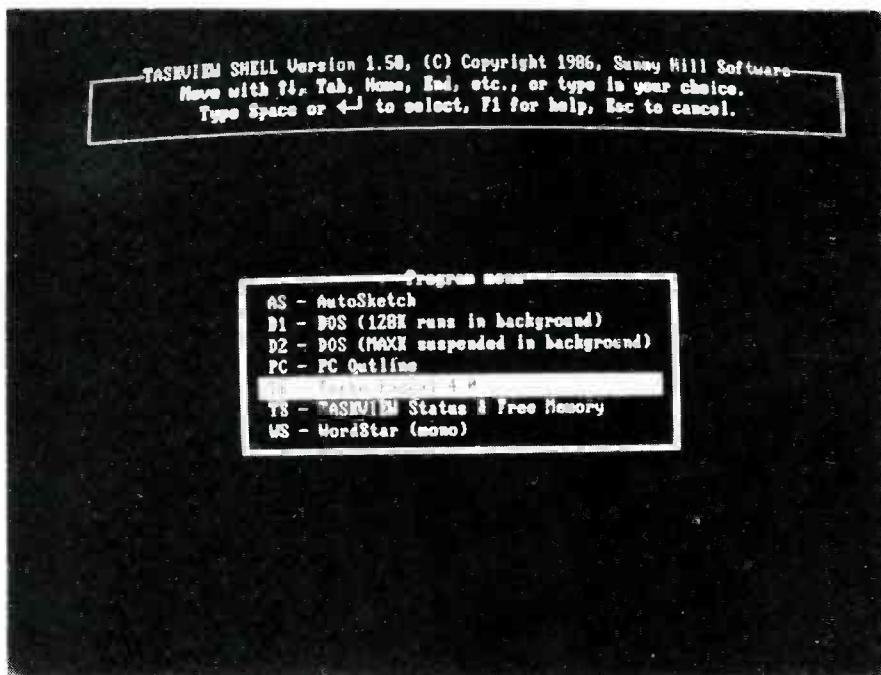 TASKVIEW SHELL Version 1.50, (C) Copyright 1986, Sunny Hill Software
Move with ↑↓, Tab, Home, End, etc., or type in your choice.
Type Space or ↵ to select, F1 for help, Esc to cancel.
Program menu
AS - AutoSketch
D1 - DOS (128K runs in background)
D2 - DOS (MAXK suspended in background)
PC - PC Outline
4.0
TS - TASKVIEW Status & Free Memory
WS - WordStar (mono)